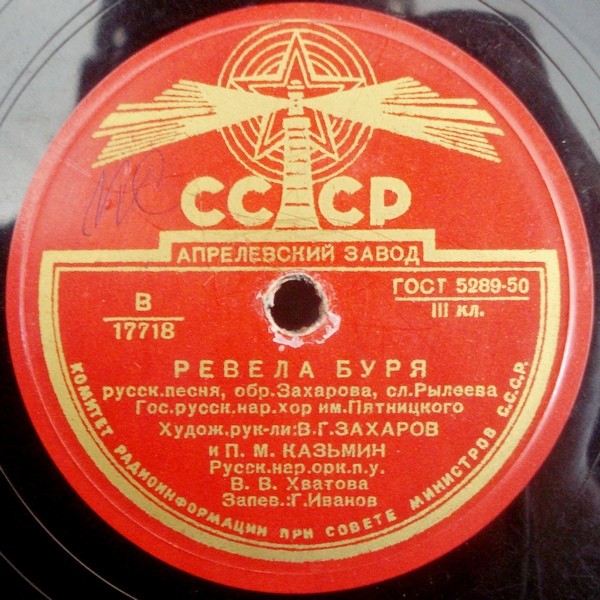 СССР
АПРЕЛЕВСКИЙ ЗАВОД
В
17718
ГОСТ 5289-50
III кл.
РЕВЕЛА БУРЯ
русск.песня, обр.Захарова, сл.Рылеева
Гос.русск.нар.хор им.Пятницкого
Худож.рук-ли:В.Г.ЗАХАРОВ
и П.М.КАЗЬМИН
Русск.нар.орк.п.у.
В.В.Хватова
Запев.:Г.Иванов
КОМИТЕТ РАДИОИНФОРМАЦИИ ПРИ СОВЕТЕ МИНИСТРОВ С.С.С.Р.